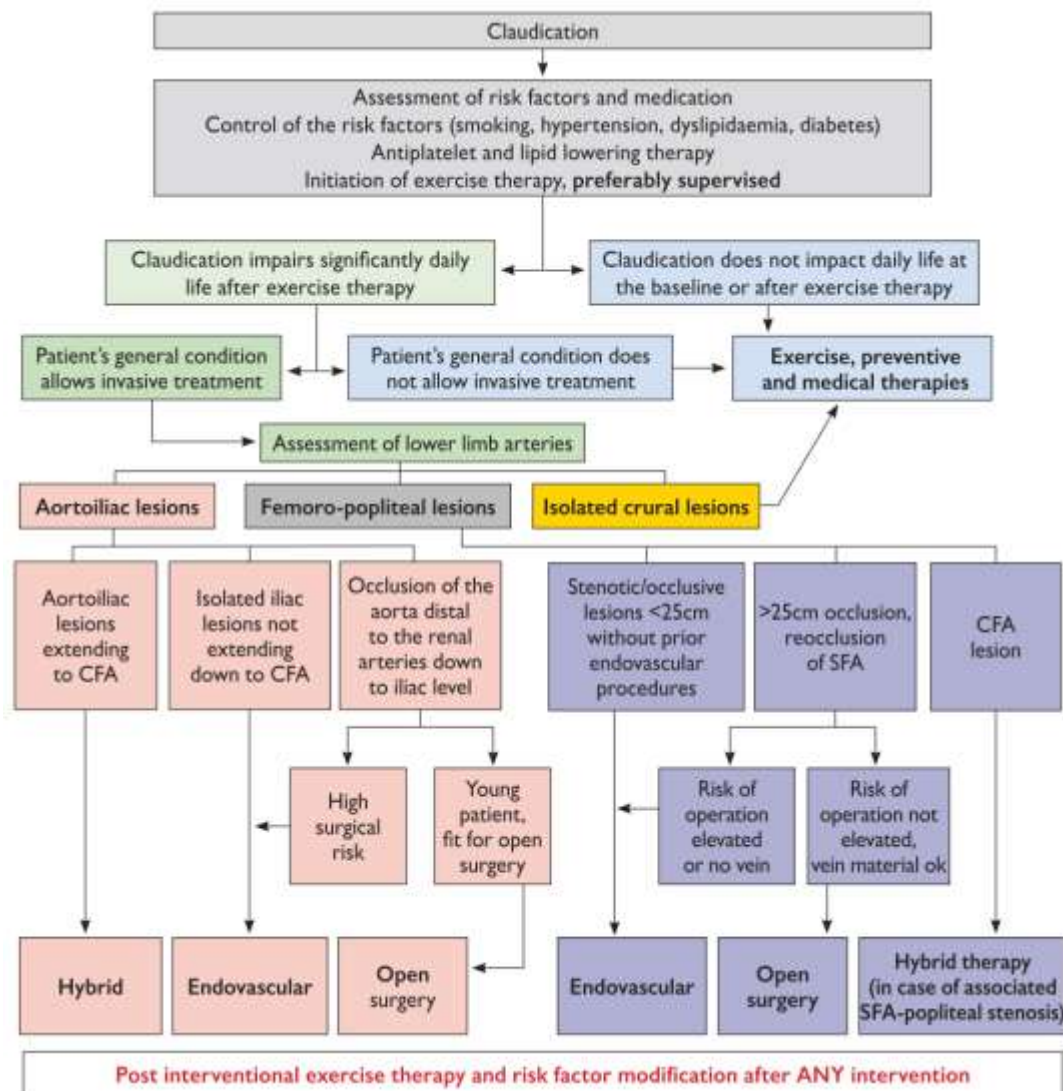 Claudication
Assessment of risk factors and medication
Control of the risk factors (smoking, hypertension, dyslipidaemia, diabetes)
Antiplatelet and lipid lowering therapy
Initiation of exercise therapy, preferably supervised
Claudication impairs significantly daily
life after exercise therapy
Claudication does not impact daily life at
the baseline or after exercise therapy
Patient's general condition
allows invasive treatment
Patient's general condition does
not allow invasive treatment
Exercise, preventive
and medical therapies
Assessment of lower limb arteries
Aortoiliac lesions
Femoro-popliteal lesions
Isolated crural lesions
Aortoiliac
lesions
extending
to CFA
Isolated iliac
lesions not
extending
down to CFA
Occlusion of the
aorta distal
to the renal
arteries down
to iliac level
Stenotic/occlusive
lesions <25cm
without prior
endovascular
procedures
>25cm occlusion,
reocclusion
of SFA
CFA
lesion
High
surgical
risk
Young
patient,
fit for open
surgery
Risk of
operation
elevated
or no vein
Risk of
operation not
elevated,
vein material ok
Hybrid
Endovascular
Open
surgery
Endovascular
Open
surgery
Hybrid therapy
(in case of associated
SFA-popliteal stenosis)
Post interventional exercise therapy and risk factor modification after ANY intervention